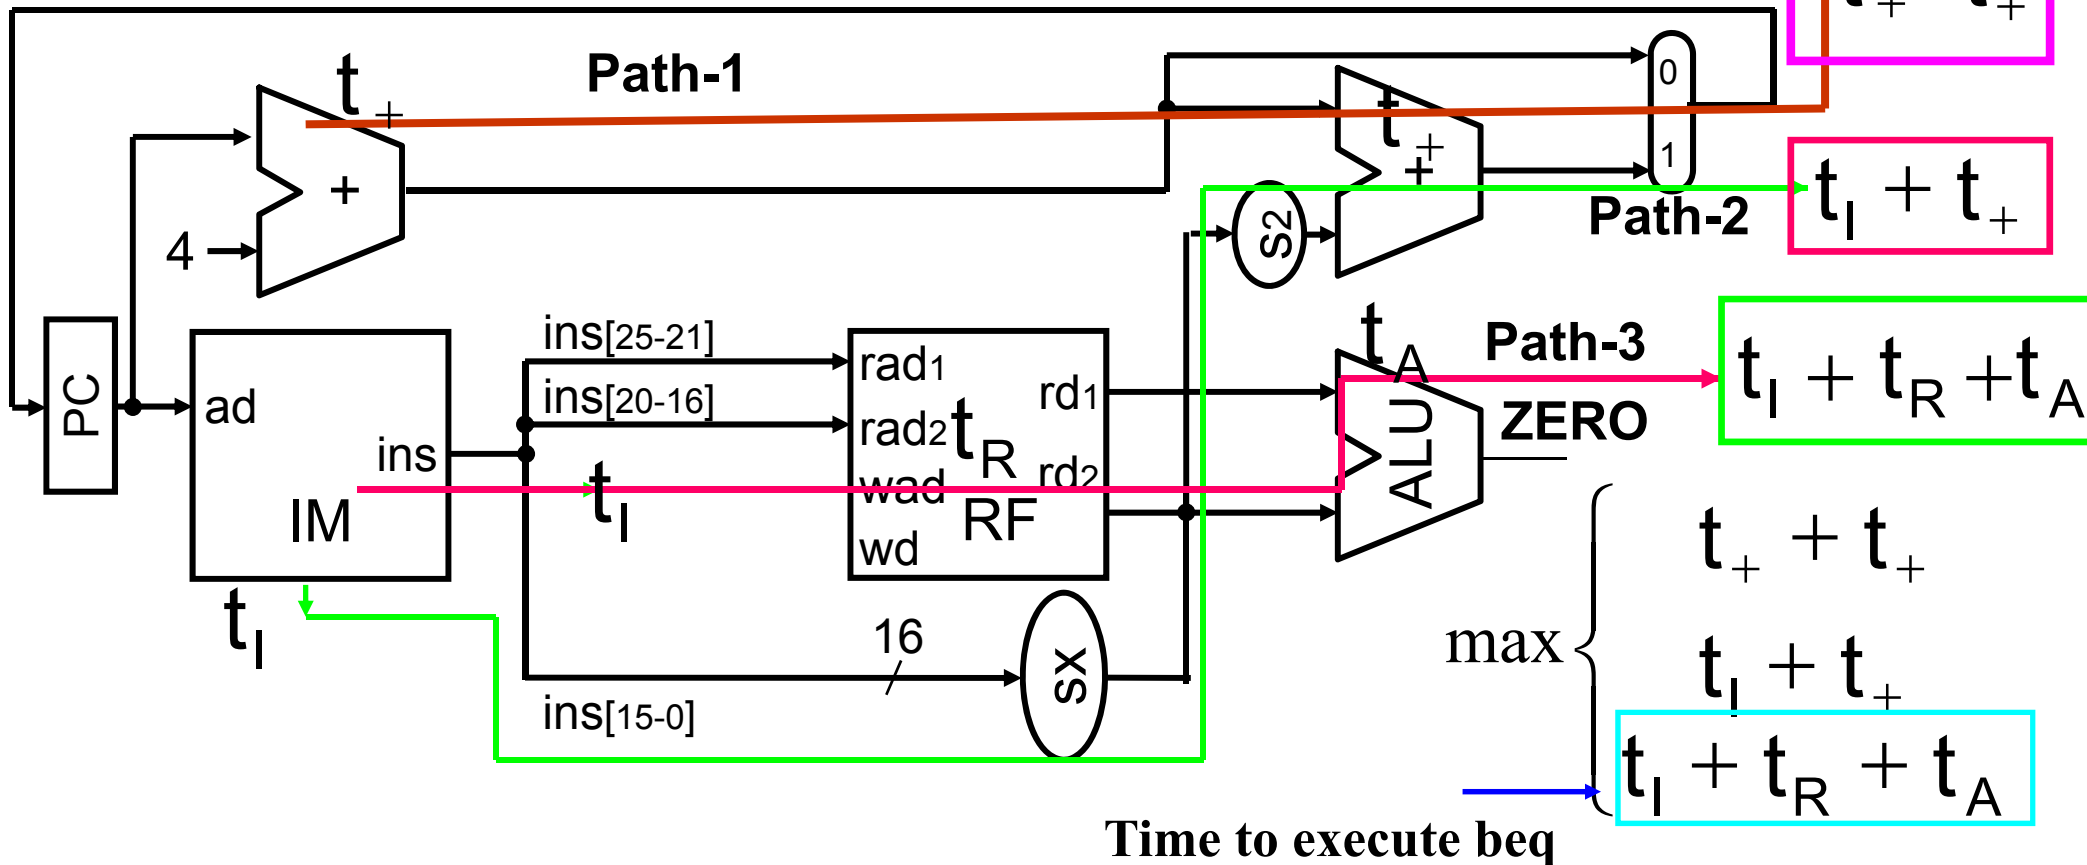 t+ t+
t+
Path-1
0
t+
+
1
+
tI + t+
Path-2
s2
4
tA
Path-3
ins[25-21]
rad1
tI + tR +tA
PC
ad
ins[20-16]
rd1
rad2
tR
ALU
ZERO
ins
rd2
wad
tI
IM
RF
wd
t+ + t+
tI
16
max
tI + t+
sx
ins[15-0]
tI + tR + tA
Time to execute beq